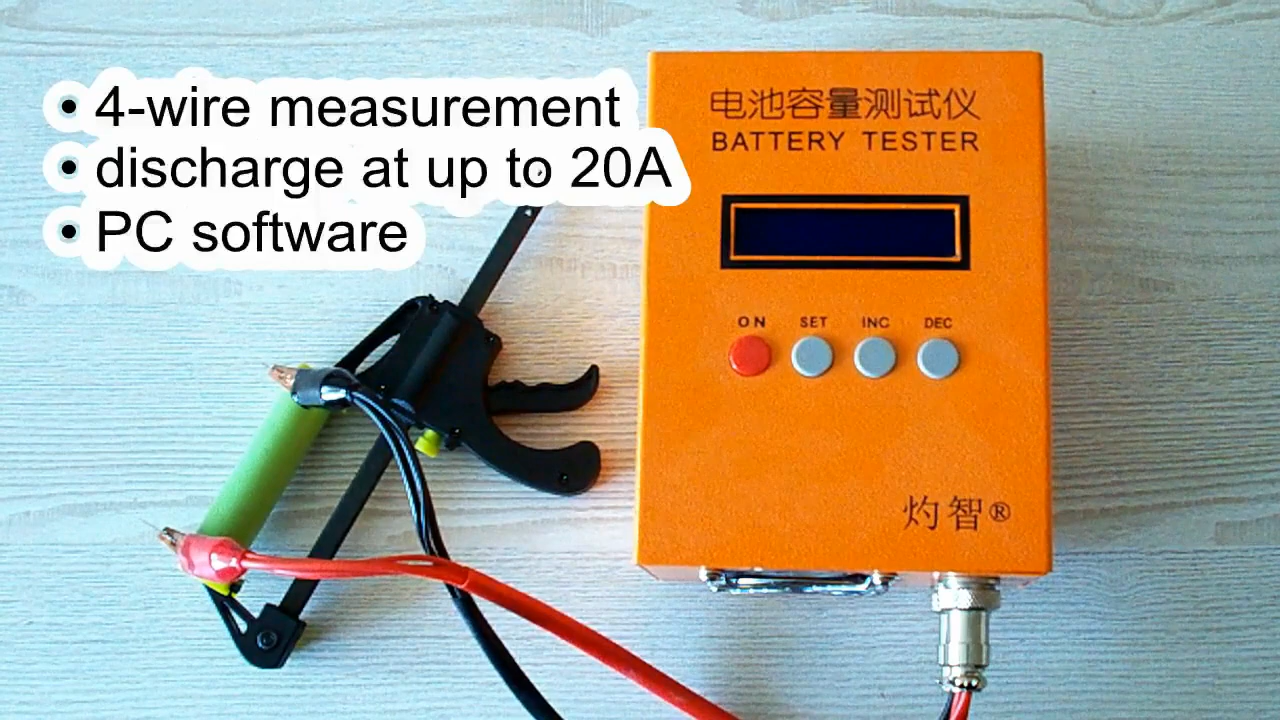 • 4-wire measurement
• discharge at up to 20A
• PC software
电池容量测试仪
BATTERY TESTER
ON SET INC DEC
灼智®